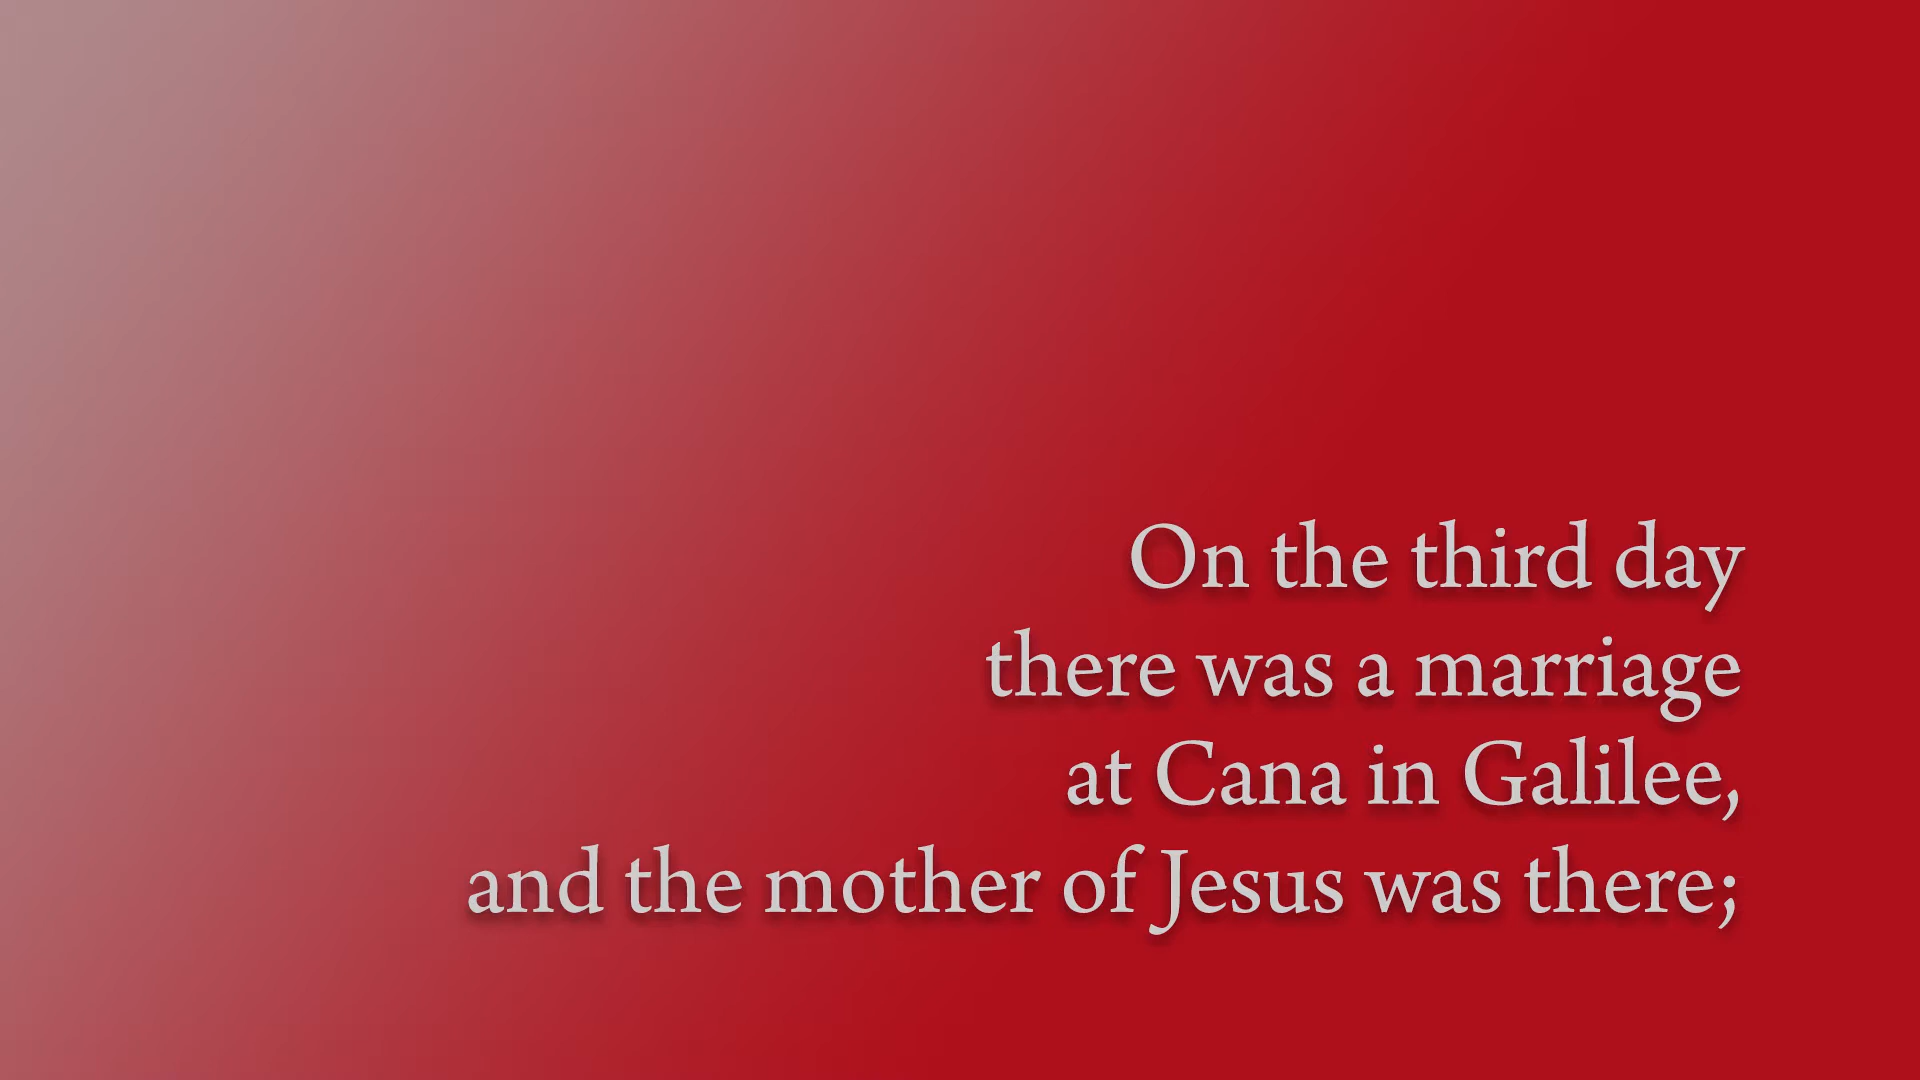 On the third day
there was a marriage
at Cana in Galilee,
and the mother of Jesus was there;